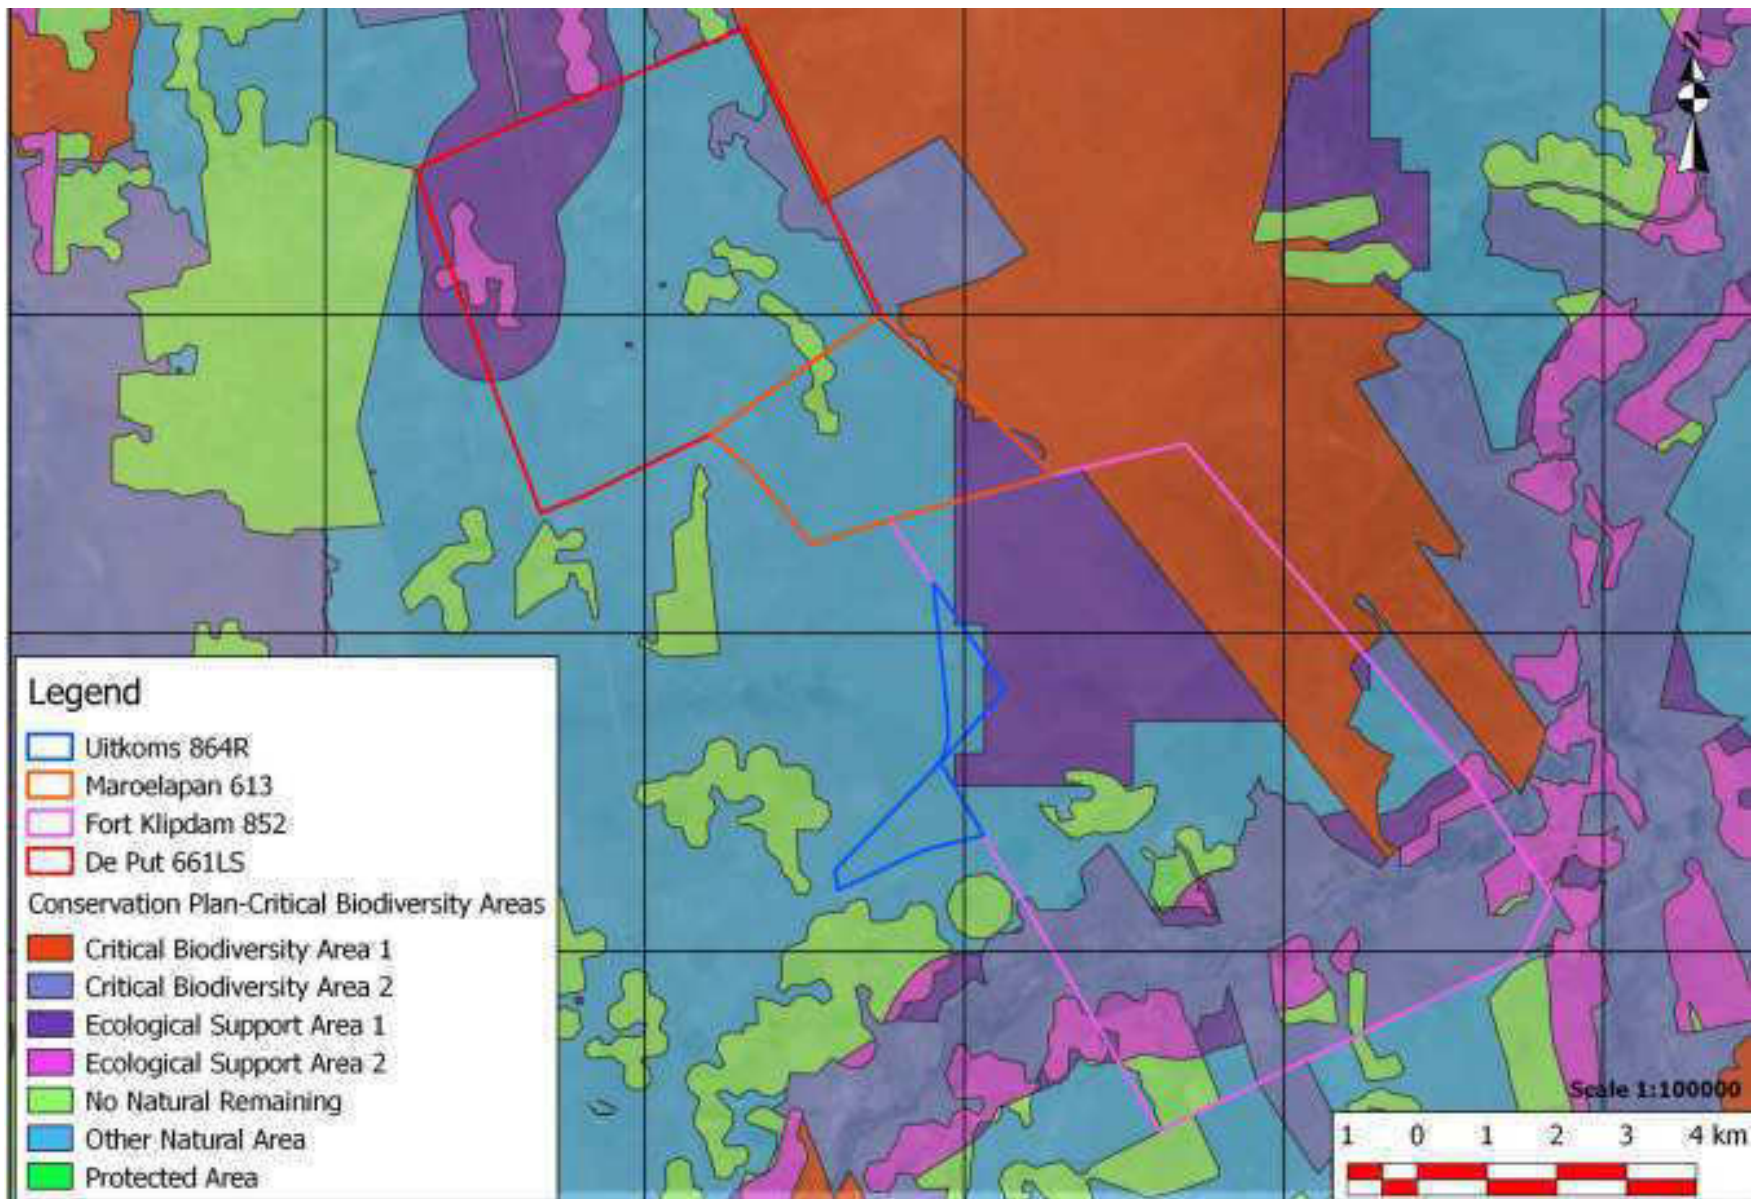 N
Legend
Uitkoms 864R
Maroelapan 613
Fort Klipdam 852
De Put 661LS
Conservation Plan-Critical Biodiversity Areas
Critical Biodiversity Area 1
Critical Biodiversity Area 2
Ecological Support Area 1
Ecological Support Area 2
No Natural Remaining
Other Natural Area
Protected Area
Scale 1:100000
1 0 1 2 3 4 km